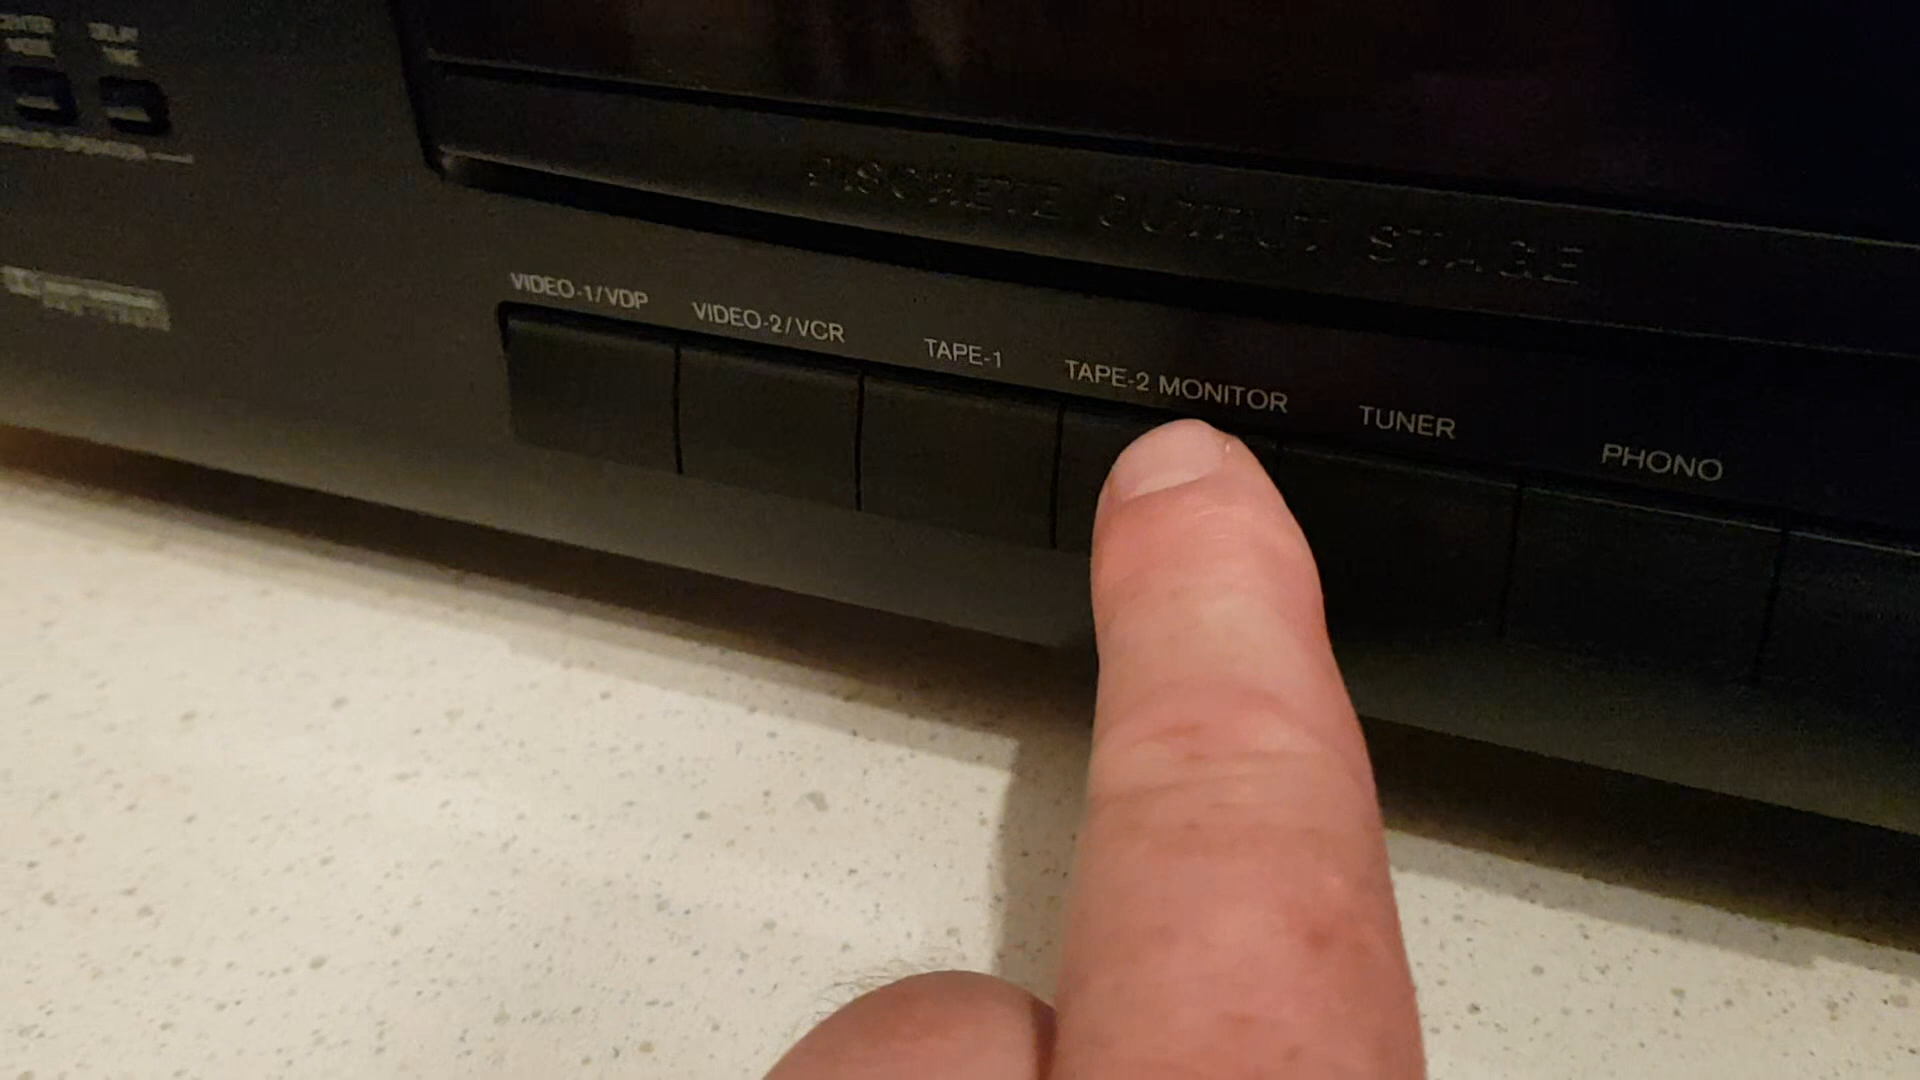 DISCRETE OUTPUT STAGE
VIDEO-1/VDP
VIDEO-2/VCR
TAPE-1
TAPE-2 MONITOR
TUNER
PHONO